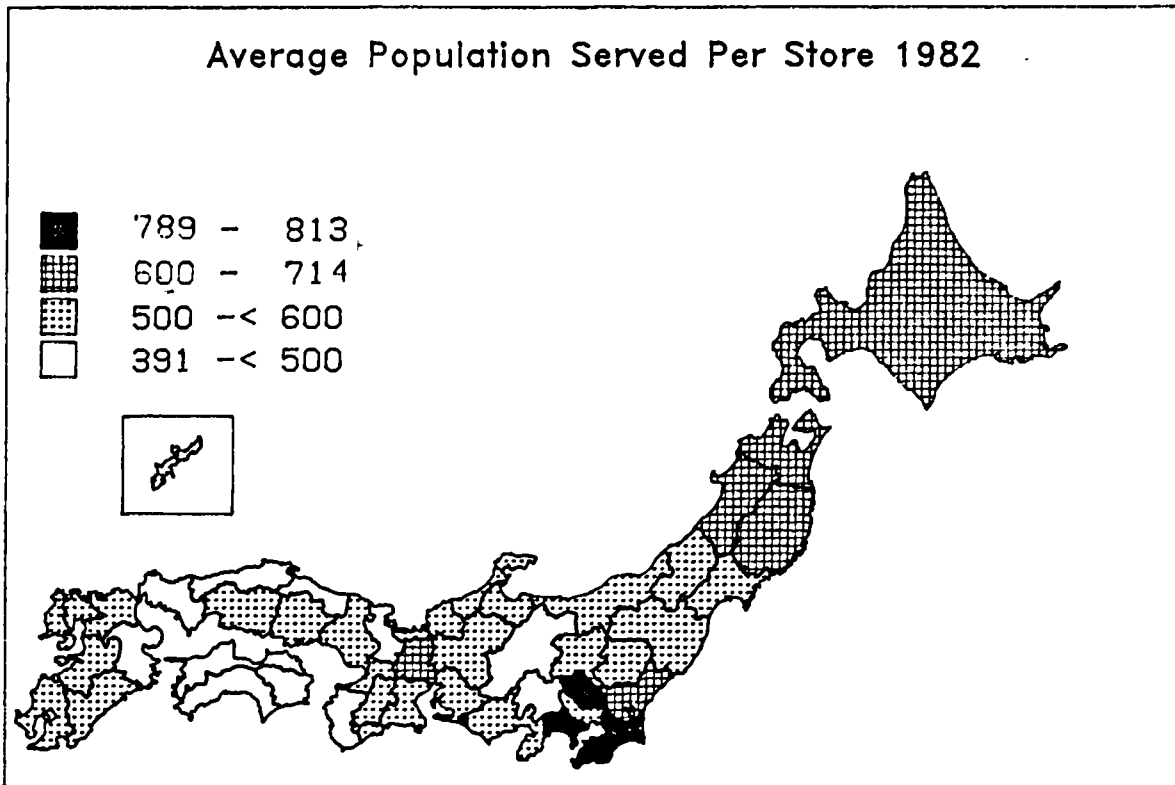 Average Population Served Per Store 1982
789 - 813
600 - 714
500 -< 600
391 -< 500